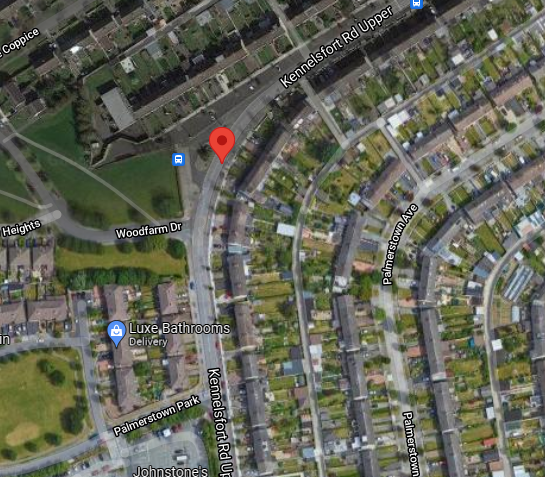 Coppice
Kennelsfort Rd Upper
Heights
Woodfarm Dr
Palmerstown Ave
Luxe Bathrooms
Delivery
Kennelsfort Rd Up
Palmerstown Park
Palmerstown
Johnstone's